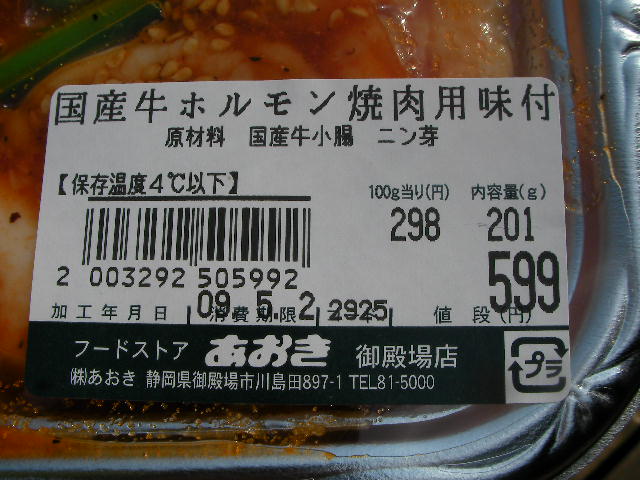 国産牛ホルモン焼肉用味付
原材料 国産牛小腸 ニン芽
【保存温度4℃以下】
100g当り(円) 内容量(g)
298 201
2 003292 505992
599
09.5.2 2925
加工年月日 消費期限 コード 値段(円)
フードストア あおき 御殿場店
㈱あおき 静岡県御殿場市川島田897-1 TEL81-5000
プラ